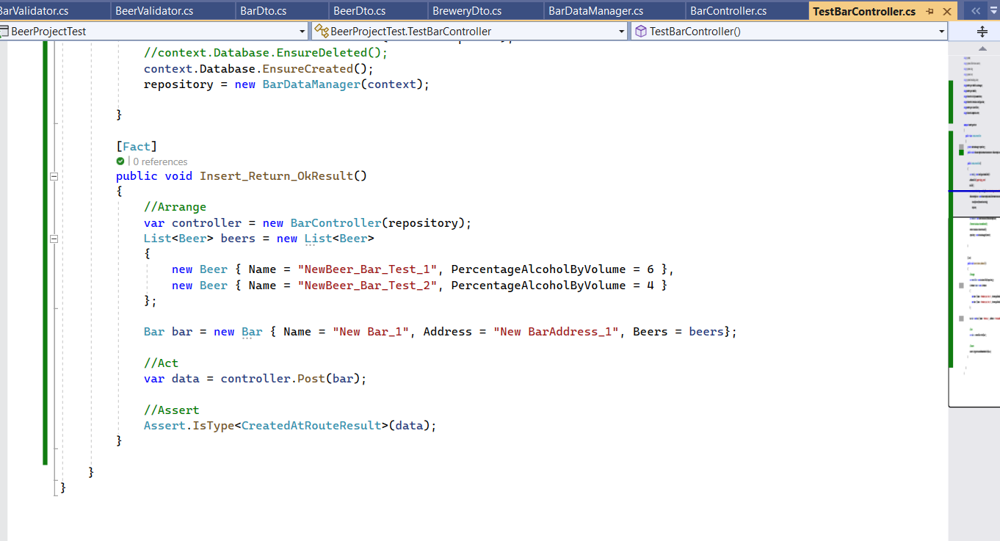 BarValidator.cs BeerValidator.cs BarDto.cs BeerDto.cs BreweryDto.cs BarDataManager.cs BarController.cs TestBarController.cs
BeerProjectTest BeerProjectTest.TestBarController TestBarController()
//context.Database.EnsureDeleted();
context.Database.EnsureCreated();
repository = new BarDataManager(context);
}
[Fact]
0 references
public void Insert_Return_OkResult()
{
//Arrange
var controller = new BarController(repository);
List<Beer> beers = new List<Beer>
{
new Beer { Name = "NewBeer_Bar_Test_1", PercentageAlcoholByVolume = 6 },
new Beer { Name = "NewBeer_Bar_Test_2", PercentageAlcoholByVolume = 4 }
};
Bar bar = new Bar { Name = "New Bar_1", Address = "New BarAddress_1", Beers = beers};
//Act
var data = controller.Post(bar);
//Assert
Assert.IsType<CreatedAtRouteResult>(data);
}
}
}